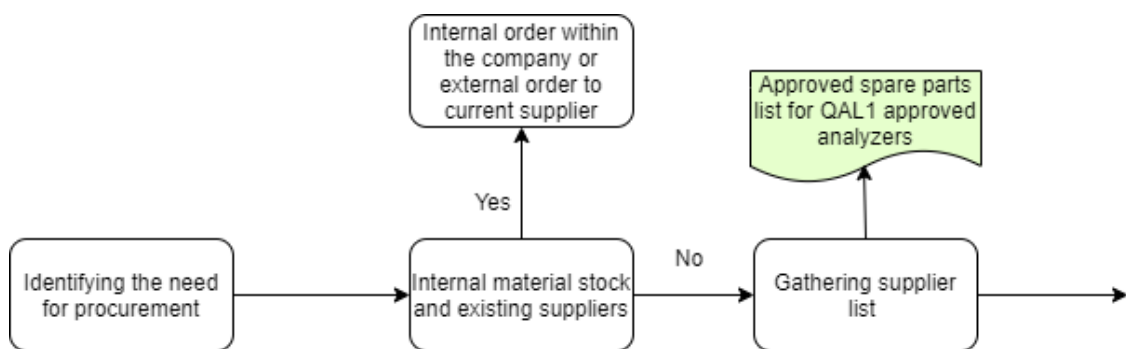 Internal order within
the company or
external order to
current supplier
Approved spare parts
list for QAL1 approved
analyzers
Yes
Identifying the need
for procurement
Internal material stock
and existing suppliers
No
Gathering supplier
list